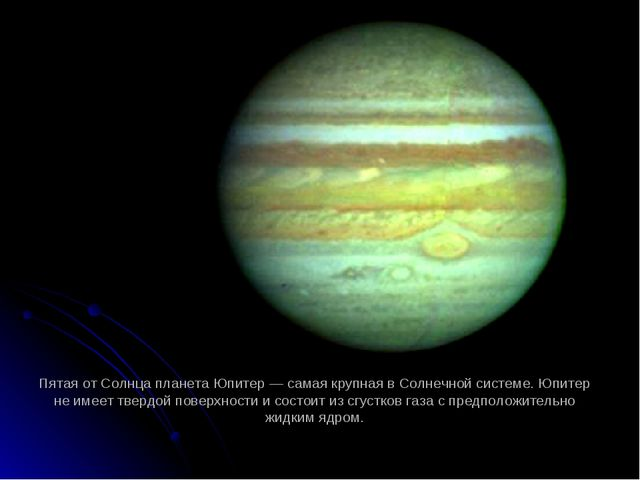 Пятая от Солнца планета Юпитер — самая крупная в Солнечной системе. Юпитер
не имеет твердой поверхности и состоит из сгустков газа с предположительно
жидким ядром.